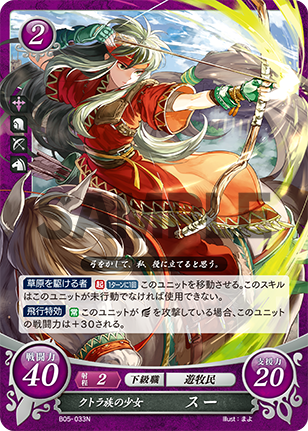 2
SAMPLE
弓をかして、私、役に立てると思う。
草原を駆ける者 起 1ターンに1回 このユニットを移動させる。このスキル
はこのユニットが未行動でなければ使用できない。
飛行特効 常 このユニットが を攻撃している場合、このユニット
の戦闘力は+30される。
戦闘力 40
射程 2 下級職 遊牧民
支援力 20
クトラ族の少女 スー
B05-033N
Illust：まよ